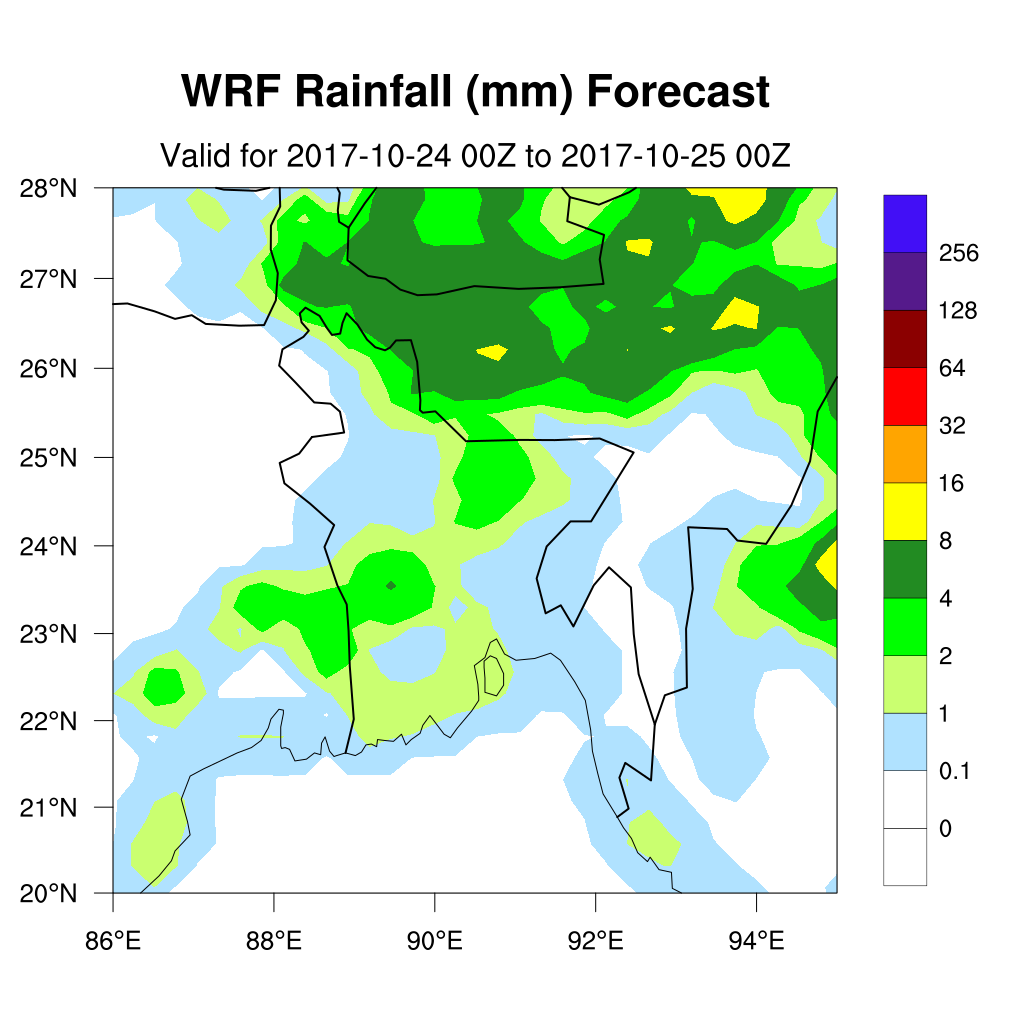 WRF Rainfall (mm) Forecast
Valid for 2017-10-24 00Z to 2017-10-25 00Z
28°N
27°N
26°N
25°N
24°N
23°N
22°N
21°N
20°N
86°E 88°E 90°E 92°E 94°E
256
128
64
32
16
8
4
2
1
0.1
0